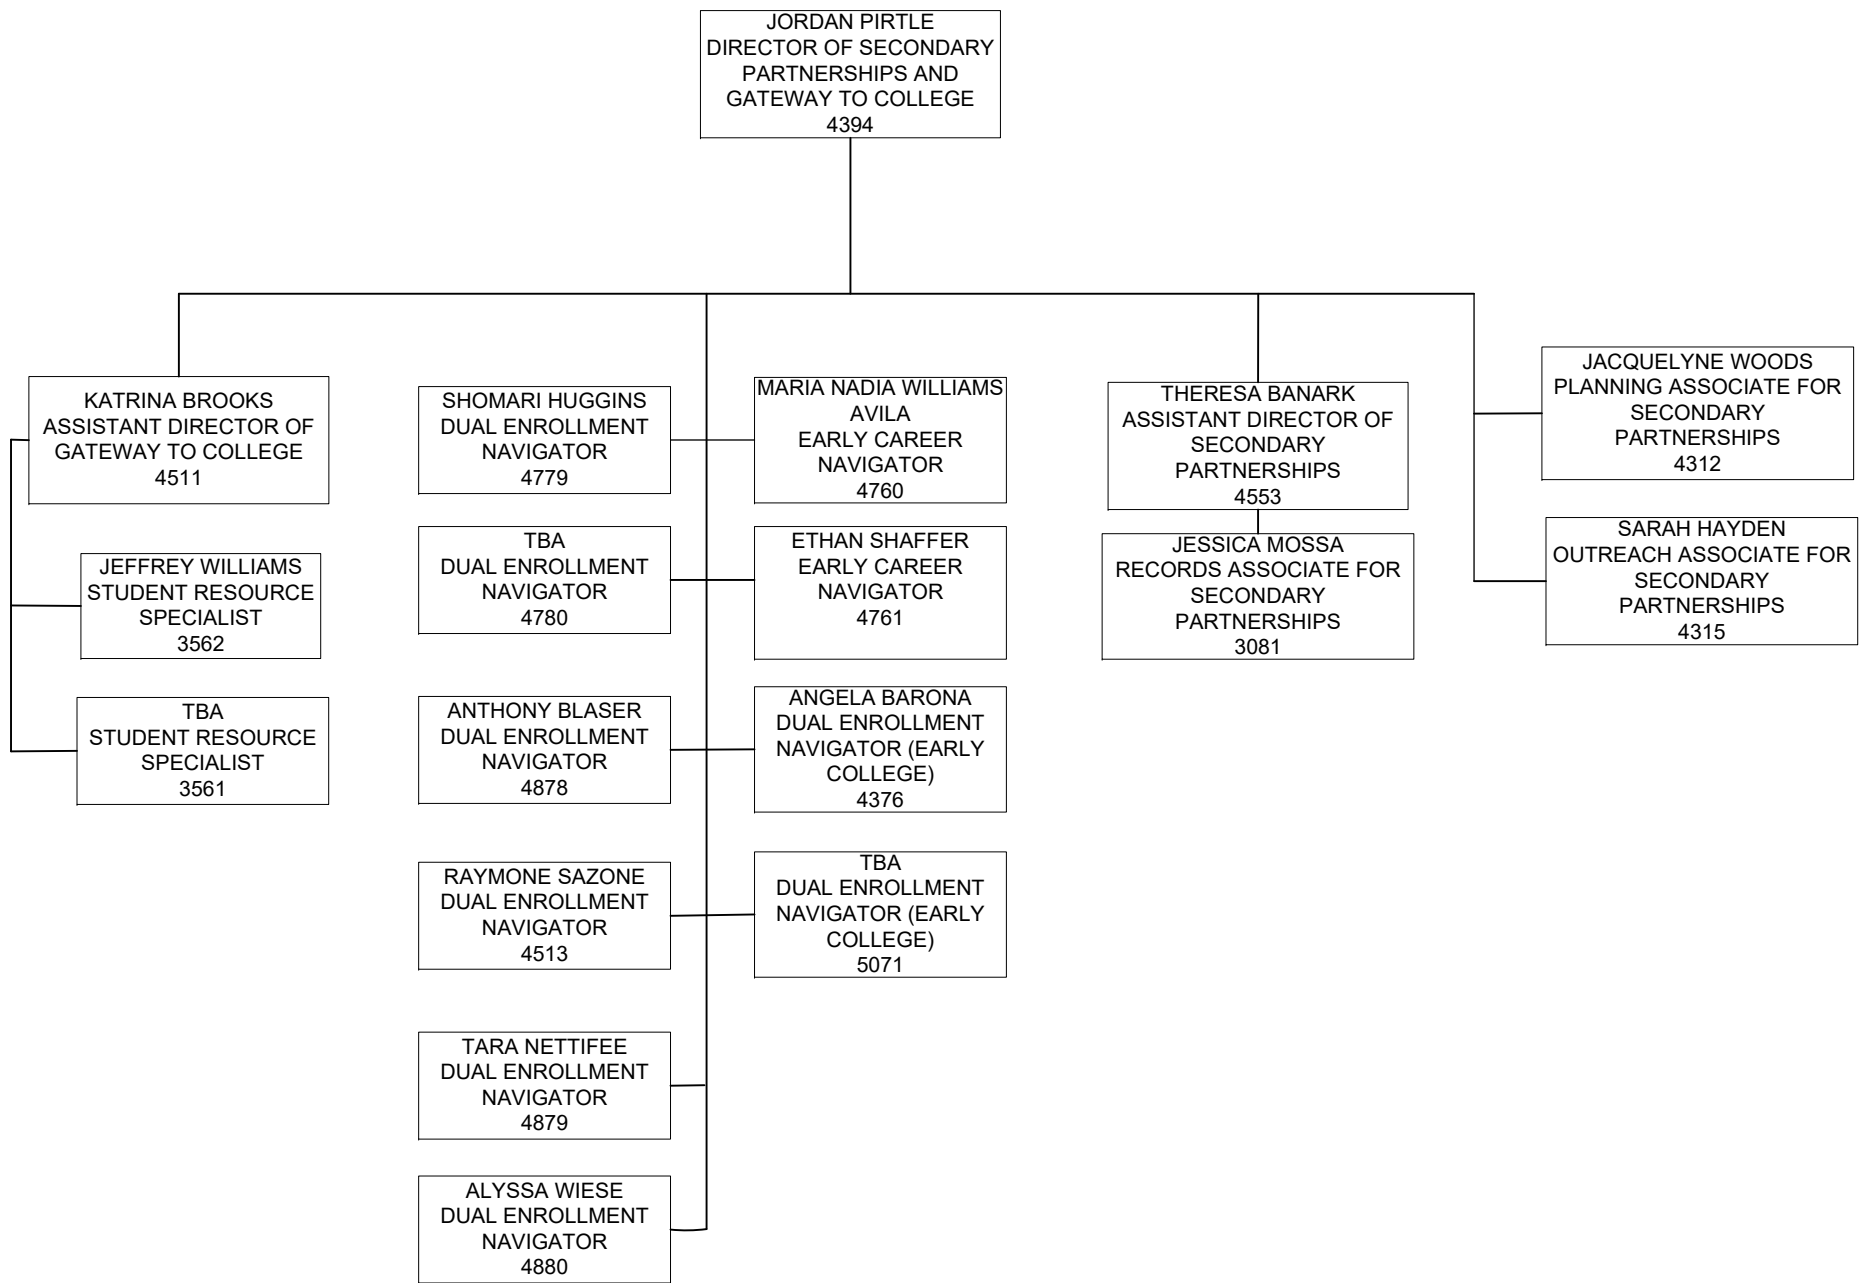 JORDAN PIRTLE
DIRECTOR OF SECONDARY
PARTNERSHIPS AND
GATEWAY TO COLLEGE
4394
KATRINA BROOKS
ASSISTANT DIRECTOR OF
GATEWAY TO COLLEGE
4511
JEFFREY WILLIAMS
STUDENT RESOURCE
SPECIALIST
3562
TBA
STUDENT RESOURCE
SPECIALIST
3561
SHOMARI HUGGINS
DUAL ENROLLMENT
NAVIGATOR
4779
TBA
DUAL ENROLLMENT
NAVIGATOR
4780
ANTHONY BLASER
DUAL ENROLLMENT
NAVIGATOR
4878
RAYMONE SAZONE
DUAL ENROLLMENT
NAVIGATOR
4513
TARA NETTIFEE
DUAL ENROLLMENT
NAVIGATOR
4879
ALYSSA WIESE
DUAL ENROLLMENT
NAVIGATOR
4880
MARIA NADIA WILLIAMS
AVILA
EARLY CAREER
NAVIGATOR
4760
ETHAN SHAFFER
EARLY CAREER
NAVIGATOR
4761
ANGELA BARONA
DUAL ENROLLMENT
NAVIGATOR (EARLY
COLLEGE)
4376
TBA
DUAL ENROLLMENT
NAVIGATOR (EARLY
COLLEGE)
5071
THERESA BANARK
ASSISTANT DIRECTOR OF
SECONDARY
PARTNERSHIPS
4553
JESSICA MOSSA
RECORDS ASSOCIATE FOR
SECONDARY
PARTNERSHIPS
3081
JACQUELYNE WOODS
PLANNING ASSOCIATE FOR
SECONDARY
PARTNERSHIPS
4312
SARAH HAYDEN
OUTREACH ASSOCIATE FOR
SECONDARY
PARTNERSHIPS
4315